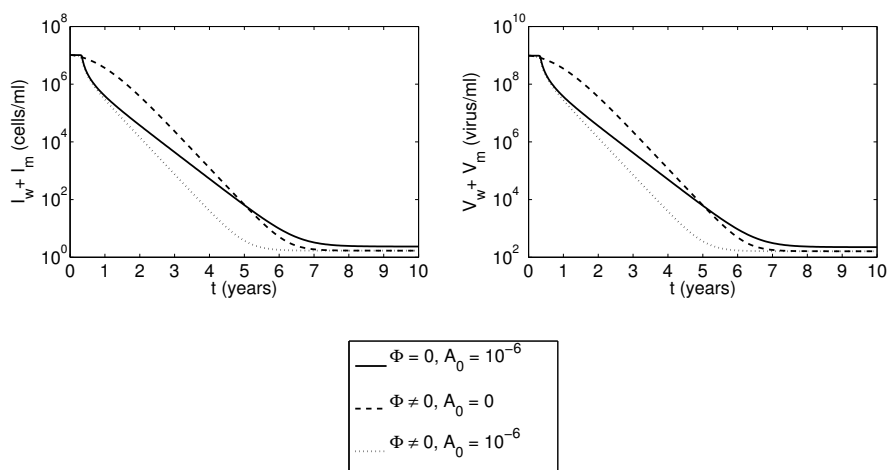 10^8
10^6
10^4
10^2
10^0
I_w + I_m (cells/ml)
0 1 2 3 4 5 6 7 8 9 10
t (years)
10^10
10^8
10^6
10^4
10^2
V_w + V_m (virus/ml)
0 1 2 3 4 5 6 7 8 9 10
t (years)
Φ = 0, A_0 = 10^−6
Φ ≠ 0, A_0 = 0
Φ ≠ 0, A_0 = 10^−6